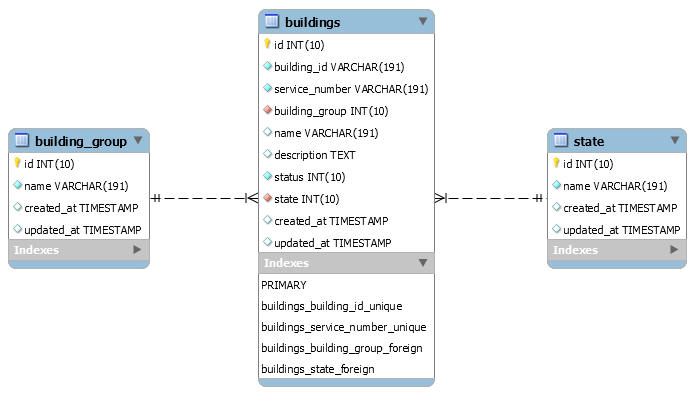 buildings
id INT(10)
building_id VARCHAR(191)
service_number VARCHAR(191)
building_group INT(10)
name VARCHAR(191)
description TEXT
status INT(10)
state INT(10)
created_at TIMESTAMP
updated_at TIMESTAMP
Indexes
PRIMARY
buildings_building_id_unique
buildings_service_number_unique
buildings_building_group_foreign
buildings_state_foreign
building_group
id INT(10)
name VARCHAR(191)
created_at TIMESTAMP
updated_at TIMESTAMP
Indexes
state
id INT(10)
name VARCHAR(191)
created_at TIMESTAMP
updated_at TIMESTAMP
Indexes